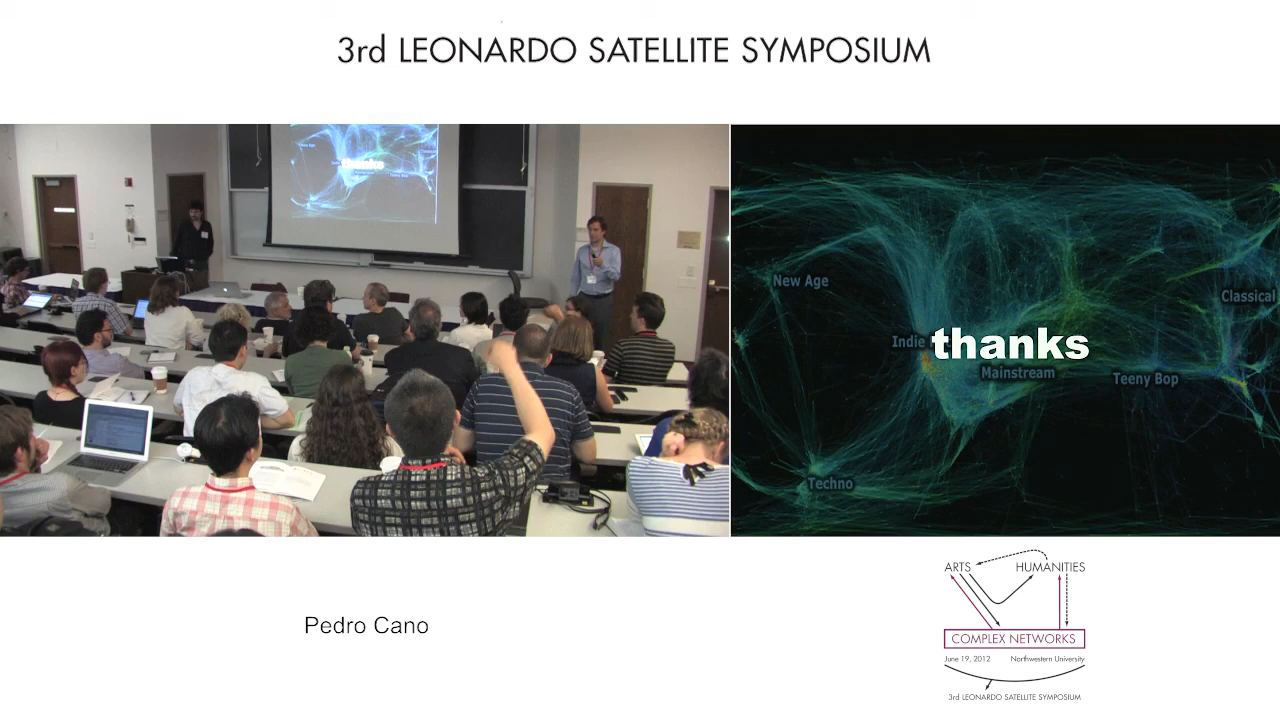 3rd LEONARDO SATELLITE SYMPOSIUM
thanks
New Age
Classical
Indie
thanks
Mainstream
Teeny Bop
Techno
Pedro Cano
ARTS
HUMANITIES
COMPLEX NETWORKS
June 19, 2012 Northwestern University
3rd LEONARDO SATELLITE SYMPOSIUM